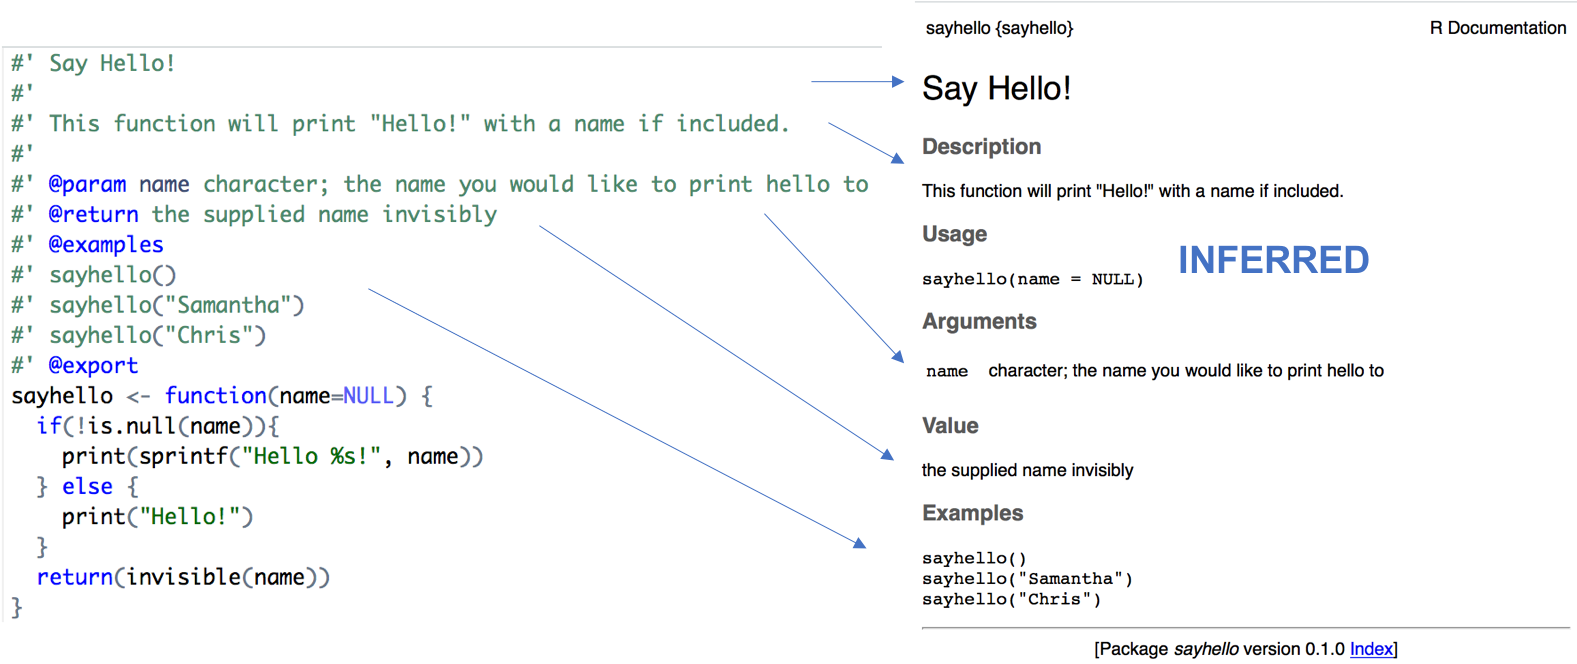 #' Say Hello!
#'
#' This function will print "Hello!" with a name if included.
#'
#' @param name character; the name you would like to print hello to
#' @return the supplied name invisibly
#' @examples
#' sayhello()
#' sayhello("Samantha")
#' sayhello("Chris")
#' @export
sayhello <- function(name=NULL) {
  if(!is.null(name)){
    print(sprintf("Hello %s!", name))
  } else {
    print("Hello!")
  }
  return(invisible(name))
}
sayhello {sayhello} R Documentation
Say Hello!
Description
This function will print "Hello!" with a name if included.
Usage
INFERRED
sayhello(name = NULL)
Arguments
name character; the name you would like to print hello to
Value
the supplied name invisibly
Examples
sayhello()
sayhello("Samantha")
sayhello("Chris")
[Package sayhello version 0.1.0 Index]